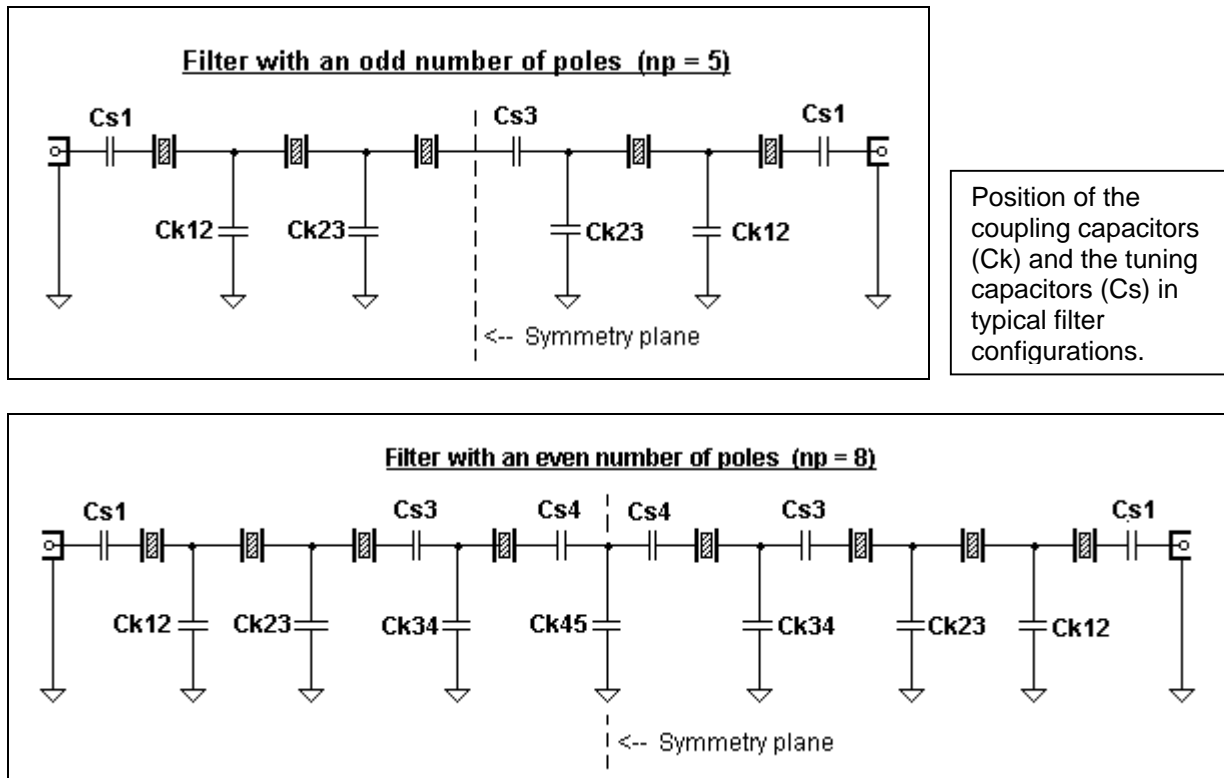 Filter with an odd number of poles (np = 5)
Cs1 Cs3 Cs1
Ck12 Ck23 Ck23 Ck12
<-- Symmetry plane
Position of the
coupling capacitors
(Ck) and the tuning
capacitors (Cs) in
typical filter
configurations.
Filter with an even number of poles (np = 8)
Cs1 Cs3 Cs4 Cs4 Cs3 Cs1
Ck12 Ck23 Ck34 Ck45 Ck34 Ck23 Ck12
<-- Symmetry plane